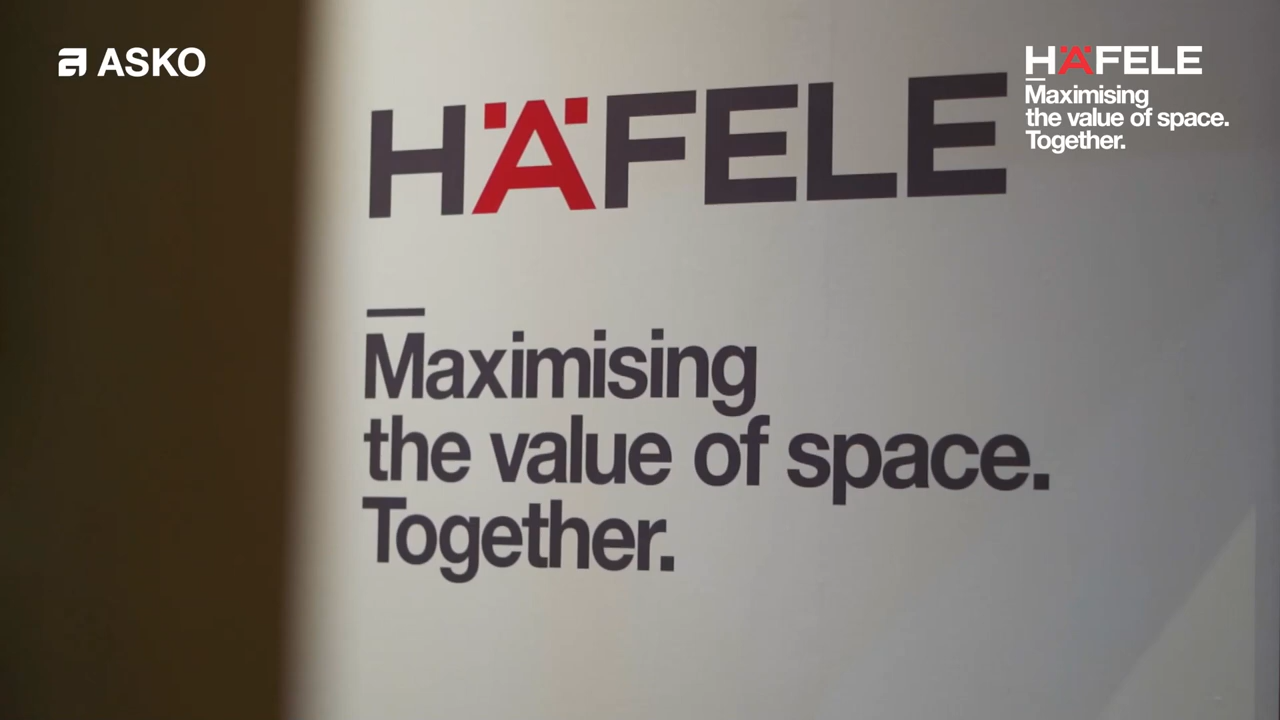 ASKO
HÄFELE
Maximising
the value of space.
Together.
HÄFELE
Maximising
the value of space.
Together.